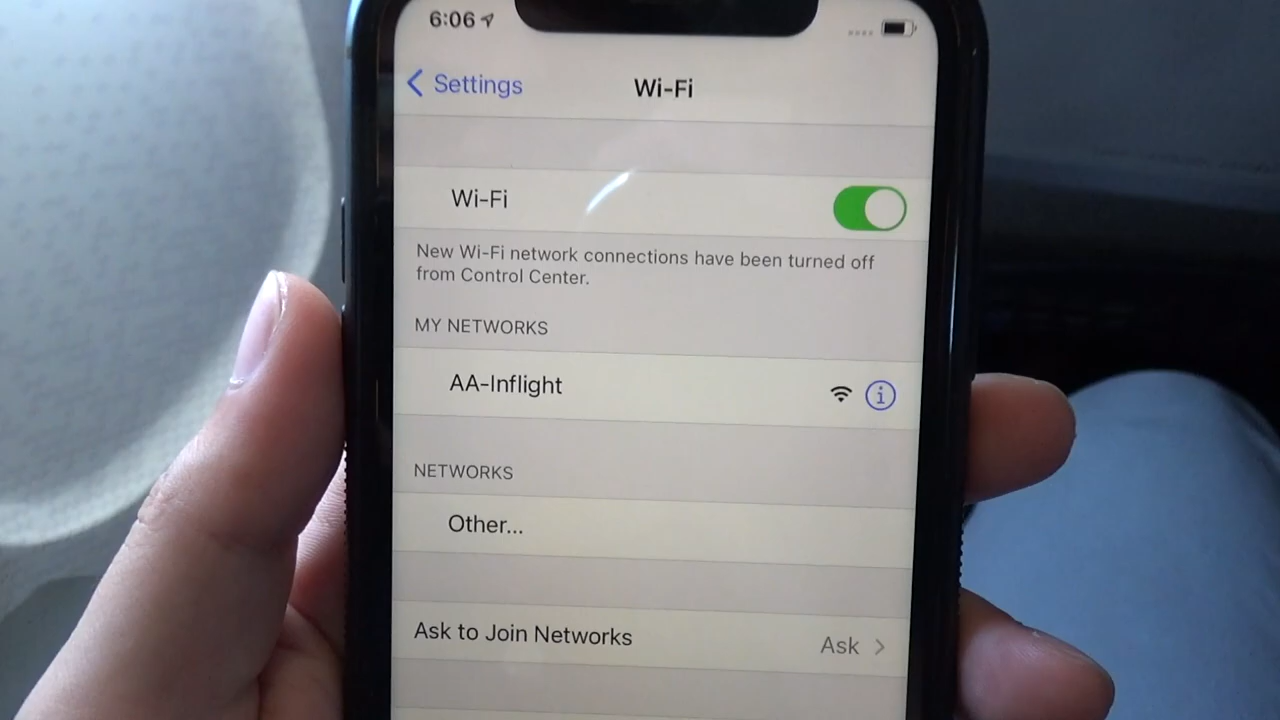 6:06
Settings
Wi-Fi
Wi-Fi
New Wi-Fi network connections have been turned off
from Control Center.
MY NETWORKS
AA-Inflight
NETWORKS
Other...
Ask to Join Networks
Ask